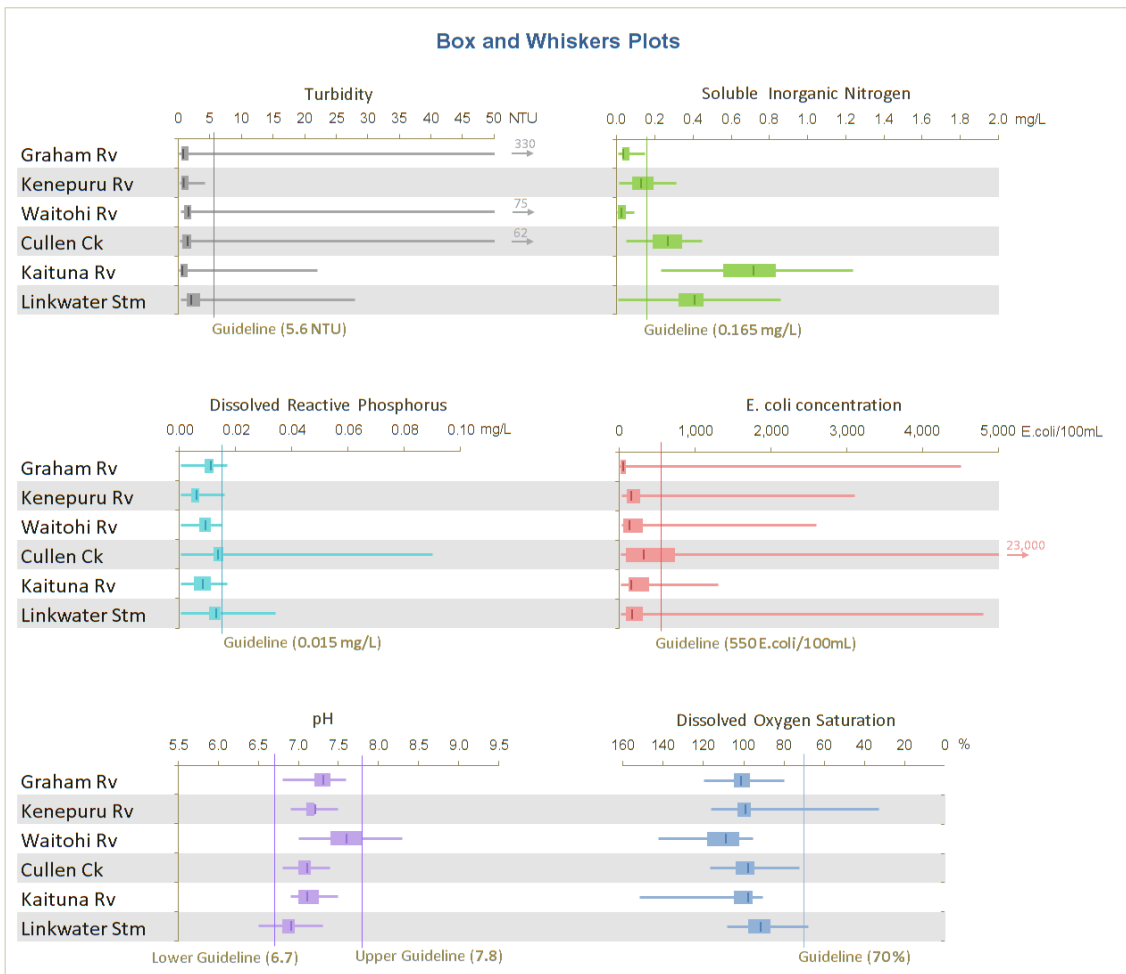 Box and Whiskers Plots
Turbidity
0 5 10 15 20 25 30 35 40 45 50 NTU
Graham Rv
330
Kenepuru Rv
Waitohi Rv
75
Cullen Ck
62
Kaituna Rv
Linkwater Stm
Guideline (5.6 NTU)
Soluble Inorganic Nitrogen
0.0 0.2 0.4 0.6 0.8 1.0 1.2 1.4 1.6 1.8 2.0 mg/L
Guideline (0.165 mg/L)
Dissolved Reactive Phosphorus
0.00 0.02 0.04 0.06 0.08 0.10 mg/L
Graham Rv
Kenepuru Rv
Waitohi Rv
Cullen Ck
Kaituna Rv
Linkwater Stm
Guideline (0.015 mg/L)
E. coli concentration
0 1,000 2,000 3,000 4,000 5,000 E.coli/100mL
23,000
Guideline (550 E.coli/100mL)
pH
5.5 6.0 6.5 7.0 7.5 8.0 8.5 9.0 9.5
Graham Rv
Kenepuru Rv
Waitohi Rv
Cullen Ck
Kaituna Rv
Linkwater Stm
Lower Guideline (6.7)
Upper Guideline (7.8)
Dissolved Oxygen Saturation
160 140 120 100 80 60 40 20 0 %
Guideline (70%)